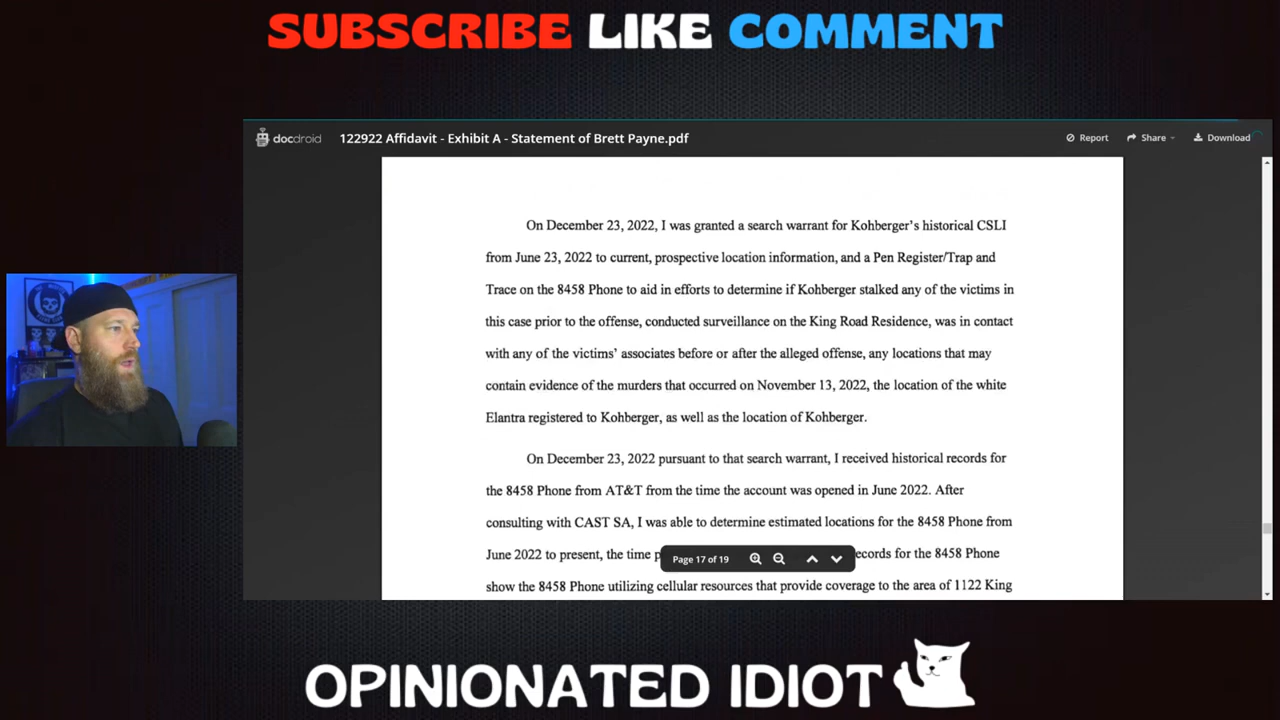 SUBSCRIBE LIKE COMMENT
docdroid
122922 Affidavit - Exhibit A - Statement of Brett Payne.pdf
Report
Share
Download
On December 23, 2022, I was granted a search warrant for Kohberger's historical CSLI
from June 23, 2022 to current, prospective location information, and a Pen Register/Trap and
Trace on the 8458 Phone to aid in efforts to determine if Kohberger stalked any of the victims in
this case prior to the offense, conducted surveillance on the King Road Residence, was in contact
with any of the victims' associates before or after the alleged offense, any locations that may
contain evidence of the murders that occurred on November 13, 2022, the location of the white
Elantra registered to Kohberger, as well as the location of Kohberger.
On December 23, 2022 pursuant to that search warrant, I received historical records for
the 8458 Phone from AT&T from the time the account was opened in June 2022. After
consulting with CAST SA, I was able to determine estimated locations for the 8458 Phone from
June 2022 to present, the time ecords for the 8458 Phone
Page 17 of 19
show the 8458 Phone utilizing cellular resources that provide coverage to the area of 1122 King
OPINIONATED IDIOT